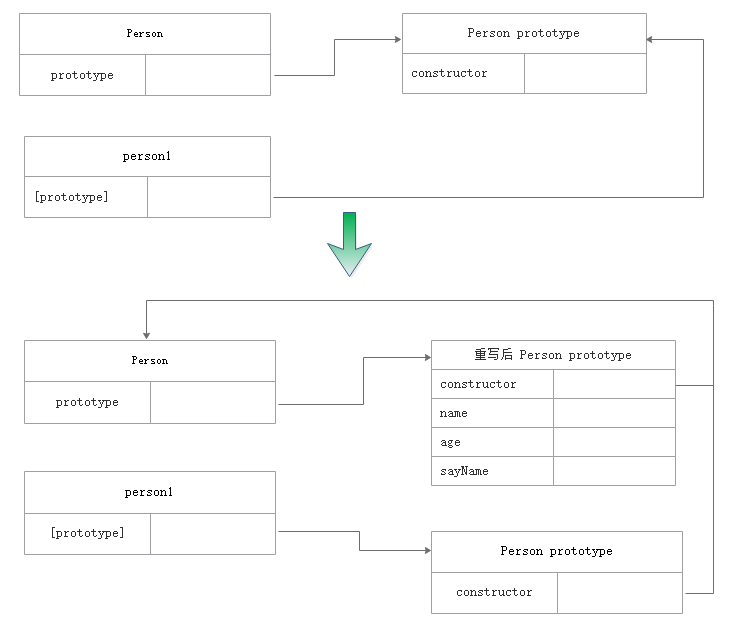 Person
prototype
Person prototype
constructor
person1
[prototype]
Person
prototype
重写后 Person prototype
constructor
name
age
sayName
person1
[prototype]
Person prototype
constructor